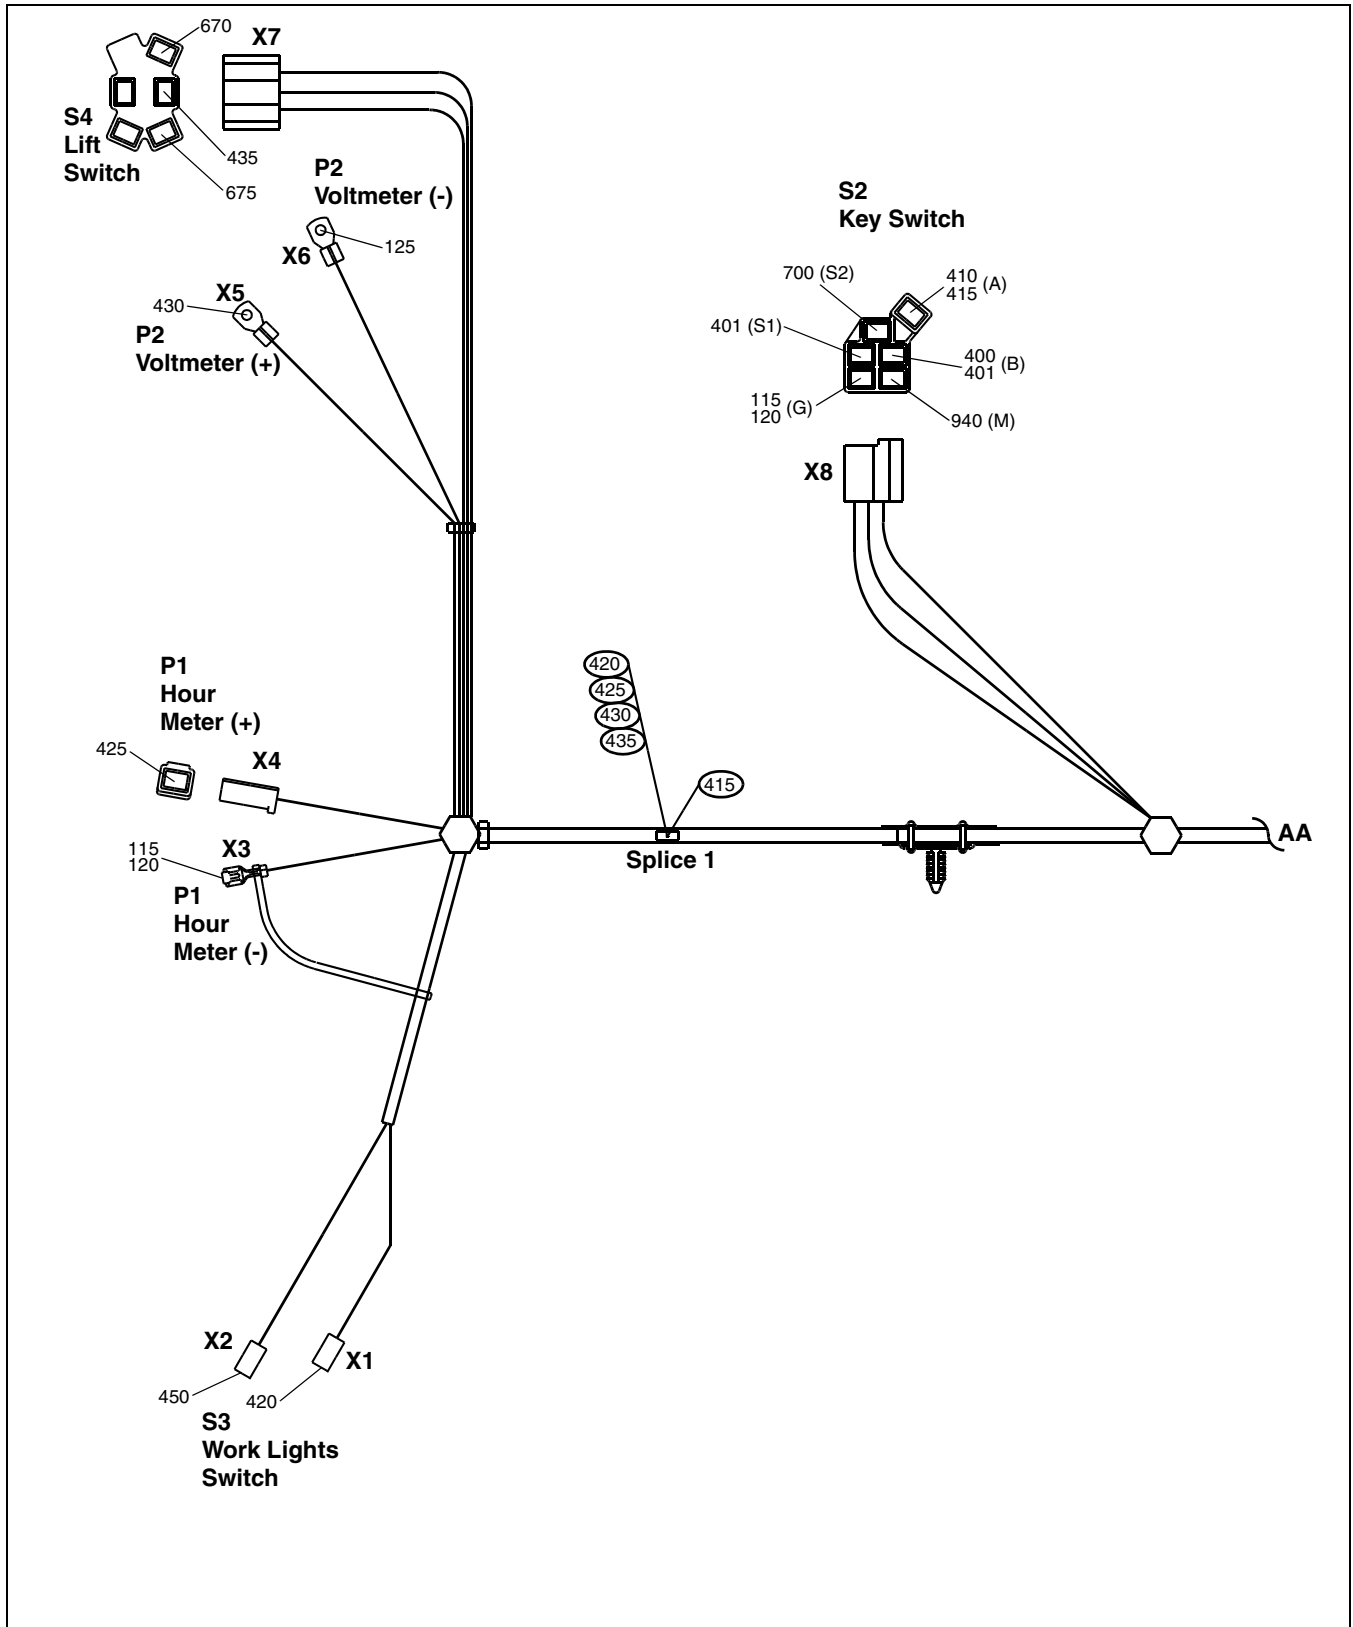 670
X7
S4
Lift
Switch
435
675
P2
Voltmeter (-)
X6
125
X5
430
P2
Voltmeter (+)
S2
Key Switch
700 (S2)
410
415 (A)
401 (S1)
400
401 (B)
115
120 (G)
940 (M)
X8
P1
Hour
Meter (+)
425
X4
420
425
430
435
415
Splice 1
AA
115
120
X3
P1
Hour
Meter (-)
X2
X1
450
420
S3
Work Lights
Switch